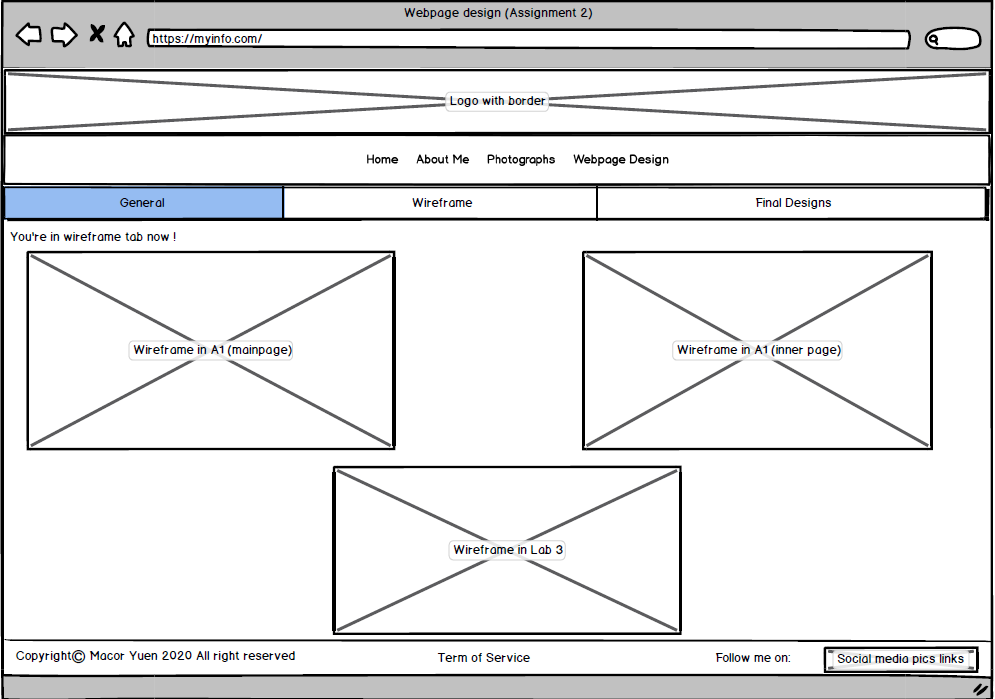 Webpage design (Assignment 2)
https://myinfo.com/
Logo with border
Home About Me Photographs Webpage Design
General Wireframe Final Designs
You're in wireframe tab now !
Wireframe in A1 (mainpage) Wireframe in A1 (inner page)
Wireframe in Lab 3
Copyright© Macor Yuen 2020 All right reserved Term of Service Follow me on: Social media pics links